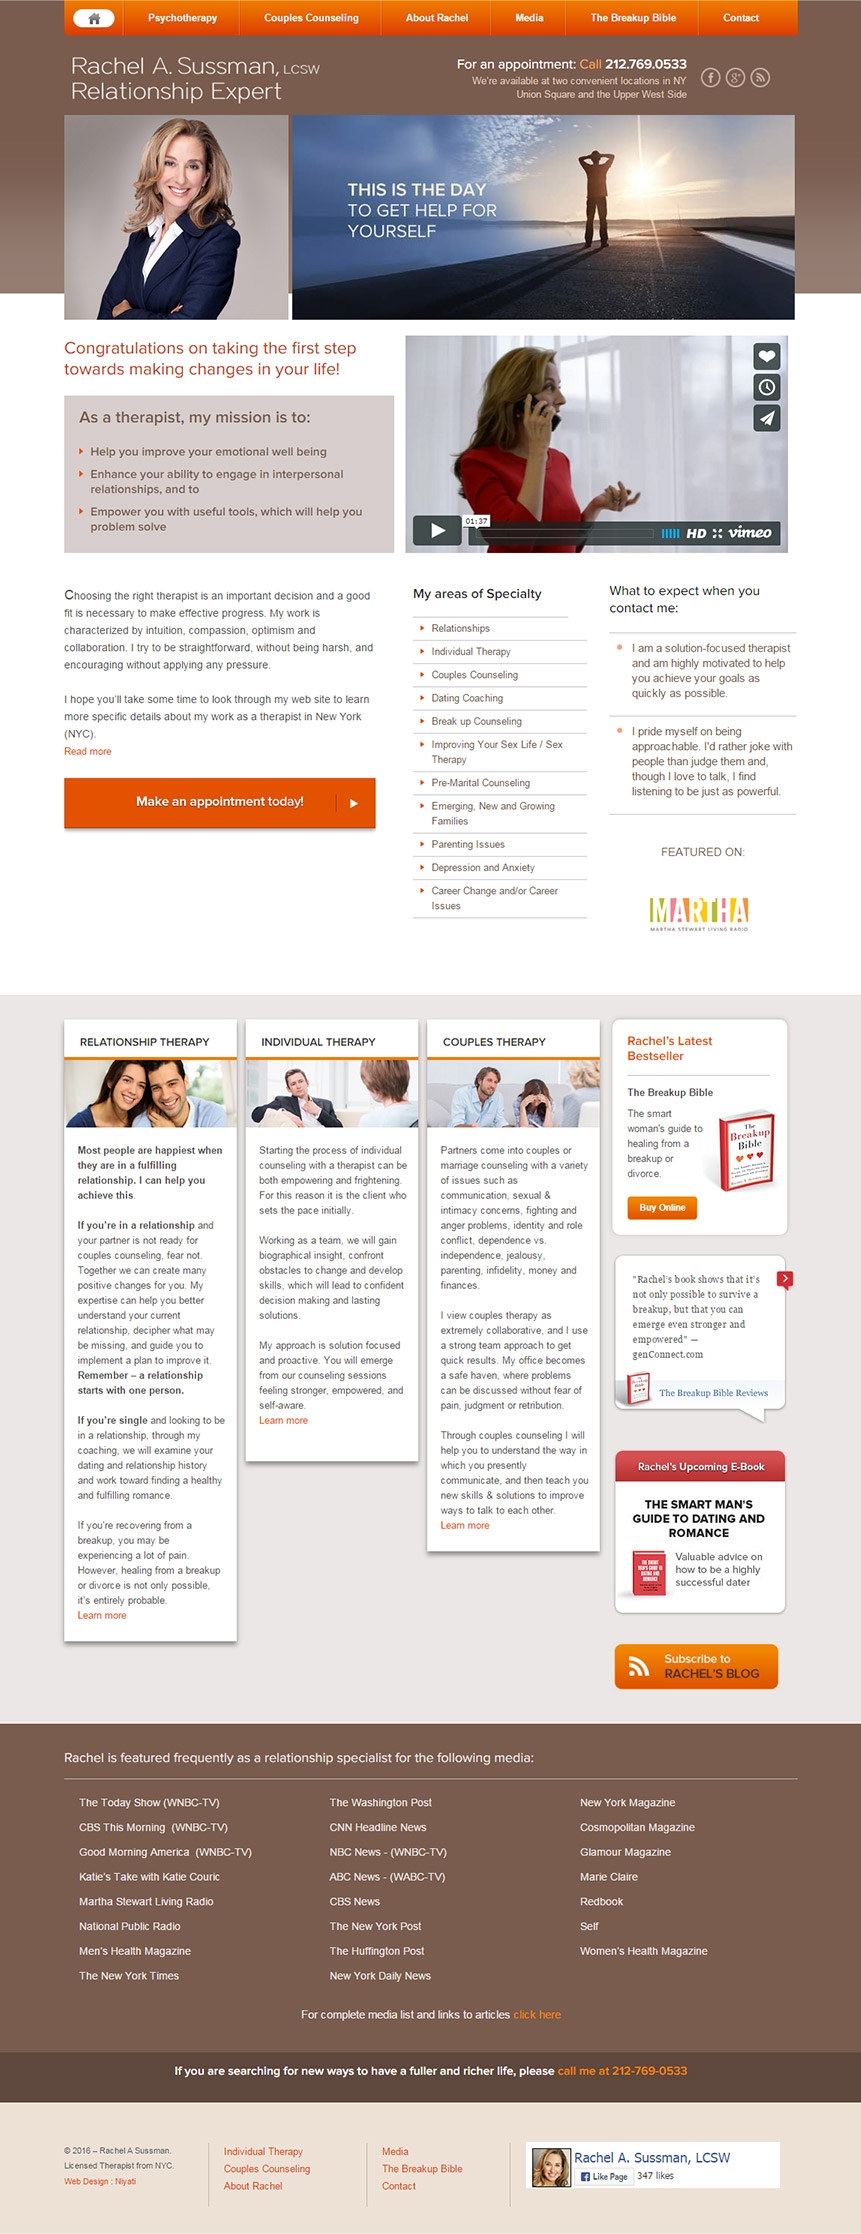 Psychotherapy
Couples Counseling
About Rachel
Media
The Breakup Bible
Contact
Rachel A. Sussman, LCSW
Relationship Expert
For an appointment: Call 212.769.0533
We're available at two convenient locations in NY
Union Square and the Upper West Side
THIS IS THE DAY
TO GET HELP FOR
YOURSELF
Congratulations on taking the first step
towards making changes in your life!
As a therapist, my mission is to:
Help you improve your emotional well being
Enhance your ability to engage in interpersonal
relationships, and to
Empower you with useful tools, which will help you
problem solve
01:37
HD
vimeo
Choosing the right therapist is an important decision and a good
fit is necessary to make effective progress. My work is
characterized by intuition, compassion, optimism and
collaboration. I try to be straightforward, without being harsh, and
encouraging without applying any pressure.
I hope you'll take some time to look through my web site to learn
more specific details about my work as a therapist in New York
(NYC).
Read more
Make an appointment today!
My areas of Specialty
Relationships
Individual Therapy
Couples Counseling
Dating Coaching
Break up Counseling
Improving Your Sex Life / Sex
Therapy
Pre-Marital Counseling
Emerging, New and Growing
Families
Parenting Issues
Depression and Anxiety
Career Change and/or Career
Issues
What to expect when you
contact me:
I am a solution-focused therapist
and am highly motivated to help
you achieve your goals as
quickly as possible.
I pride myself on being
approachable. I'd rather joke with
people than judge them and,
though I love to talk, I find
listening to be just as powerful.
FEATURED ON:
MARTHA
MARTHA STEWART LIVING RADIO
RELATIONSHIP THERAPY
Most people are happiest when
they are in a fulfilling
relationship. I can help you
achieve this.
If you're in a relationship and
your partner is not ready for
couples counseling, fear not.
Together we can create many
positive changes for you. My
expertise can help you better
understand your current
relationship, decipher what may
be missing, and guide you to
implement a plan to improve it.
Remember – a relationship
starts with one person.
If you're single and looking to be
in a relationship, through my
coaching, we will examine your
dating and relationship history
and work toward finding a healthy
and fulfilling romance.
If you're recovering from a
breakup, you may be
experiencing a lot of pain.
However, healing from a breakup
or divorce is not only possible,
it's entirely probable.
Learn more
INDIVIDUAL THERAPY
Starting the process of individual
counseling with a therapist can be
both empowering and frightening.
For this reason it is the client who
sets the pace initially.
Working as a team, we will gain
biographical insight, confront
obstacles to change and develop
skills, which will lead to confident
decision making and lasting
solutions.
My approach is solution focused
and proactive. You will emerge
from our counseling sessions
feeling stronger, empowered, and
self-aware.
Learn more
COUPLES THERAPY
Partners come into couples or
marriage counseling with a variety
of issues such as
communication, sexual &
intimacy concerns, fighting and
anger problems, identity and role
conflict, dependence vs.
independence, jealousy,
parenting, infidelity, money and
finances.
I view couples therapy as
extremely collaborative, and I use
a strong team approach to get
quick results. My office becomes
a safe haven, where problems
can be discussed without fear of
pain, judgment or retribution.
Through couples counseling I will
help you to understand the way in
which you presently
communicate, and then teach you
new skills & solutions to improve
ways to talk to each other.
Learn more
Rachel's Latest
Bestseller
The Breakup Bible
The smart
woman's guide to
healing from a
breakup or
divorce.
The
Breakup
Bible
Buy Online
"Rachel's book shows that it's
not only possible to survive a
breakup, but that you can
emerge even stronger and
empowered" —
genConnect.com
The Breakup Bible Reviews
Rachel's Upcoming E-Book
THE SMART MAN'S
GUIDE TO DATING AND
ROMANCE
Valuable advice on
how to be a highly
successful dater
Subscribe to
RACHEL'S BLOG
Rachel is featured frequently as a relationship specialist for the following media:
The Today Show (WNBC-TV)
CBS This Morning (WNBC-TV)
Good Morning America (WNBC-TV)
Katie's Take with Katie Couric
Martha Stewart Living Radio
National Public Radio
Men's Health Magazine
The New York Times
The Washington Post
CNN Headline News
NBC News - (WNBC-TV)
ABC News - (WABC-TV)
CBS News
The New York Post
The Huffington Post
New York Daily News
New York Magazine
Cosmopolitan Magazine
Glamour Magazine
Marie Claire
Redbook
Self
Women's Health Magazine
For complete media list and links to articles click here
If you are searching for new ways to have a fuller and richer life, please call me at 212-769-0533
© 2016 – Rachel A Sussman.
Licensed Therapist from NYC.
Web Design : Niyati
Individual Therapy
Couples Counseling
About Rachel
Media
The Breakup Bible
Contact
Rachel A. Sussman, LCSW
Like Page
347 likes